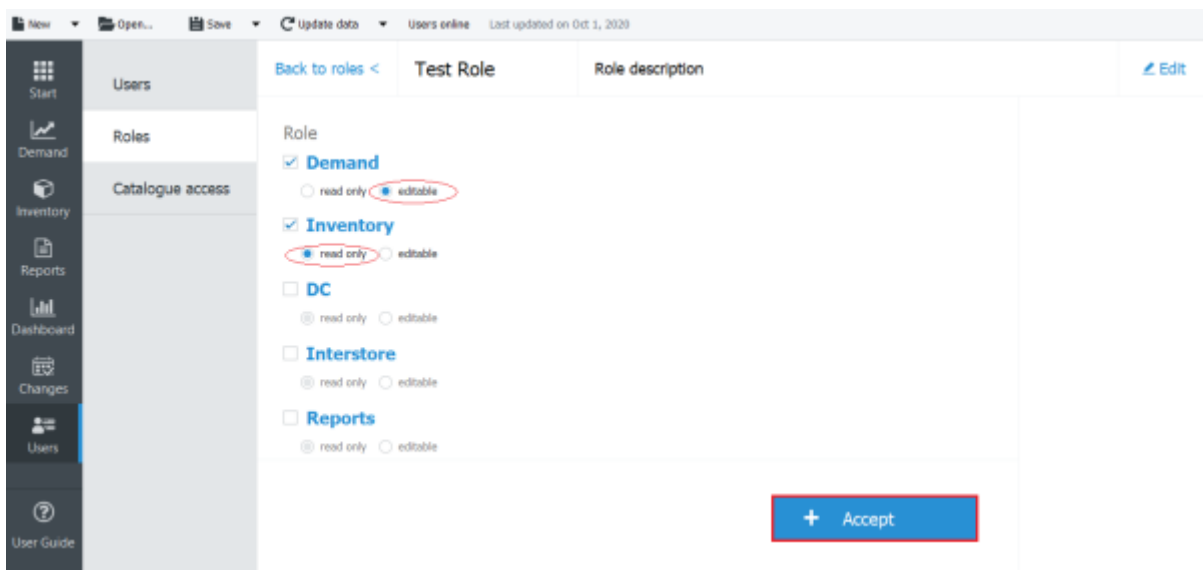 New Open... Save Update data Users online Last updated on Oct 1, 2020
Start
Demand
Inventory
Reports
Dashboard
Changes
Users
User Guide
Users
Roles
Catalogue access
Back to roles < Test Role Role description Edit
Role
Demand
read only editable
Inventory
read only editable
DC
read only editable
Interstore
read only editable
Reports
read only editable
+ Accept